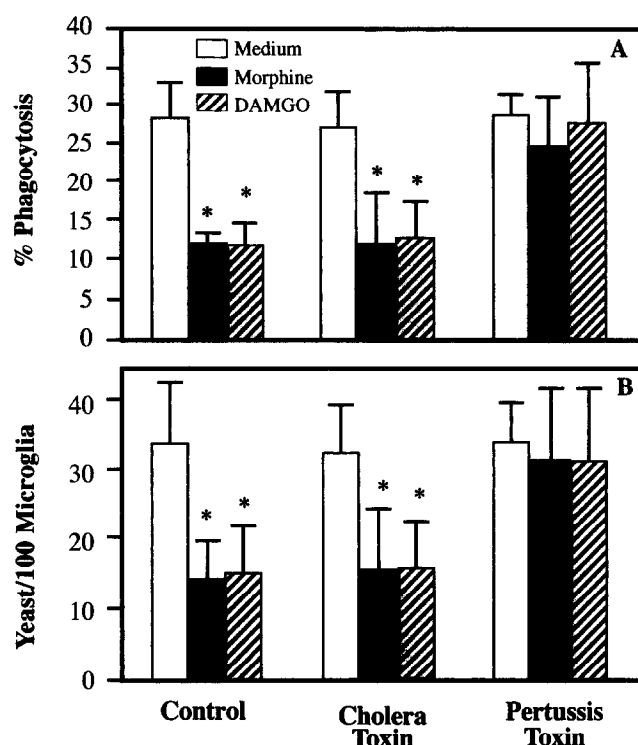 % Phagocytosis
40
35
30
25
20
15
10
5
0
Medium
Morphine
DAMGO
A
* *
* *
Yeast/100 Microglia
40
30
20
10
0
B
* *
* *
Control
Cholera
Toxin
Pertussis
Toxin